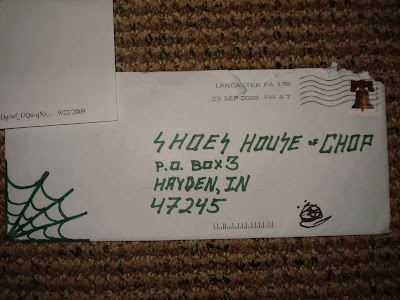 LANCASTER PA 176
23 SEP 2009 PM 4 T
9/22/2009
SHOES HOUSE OF CHOP
P.O. BOX 3
HAYDEN, IN
47245